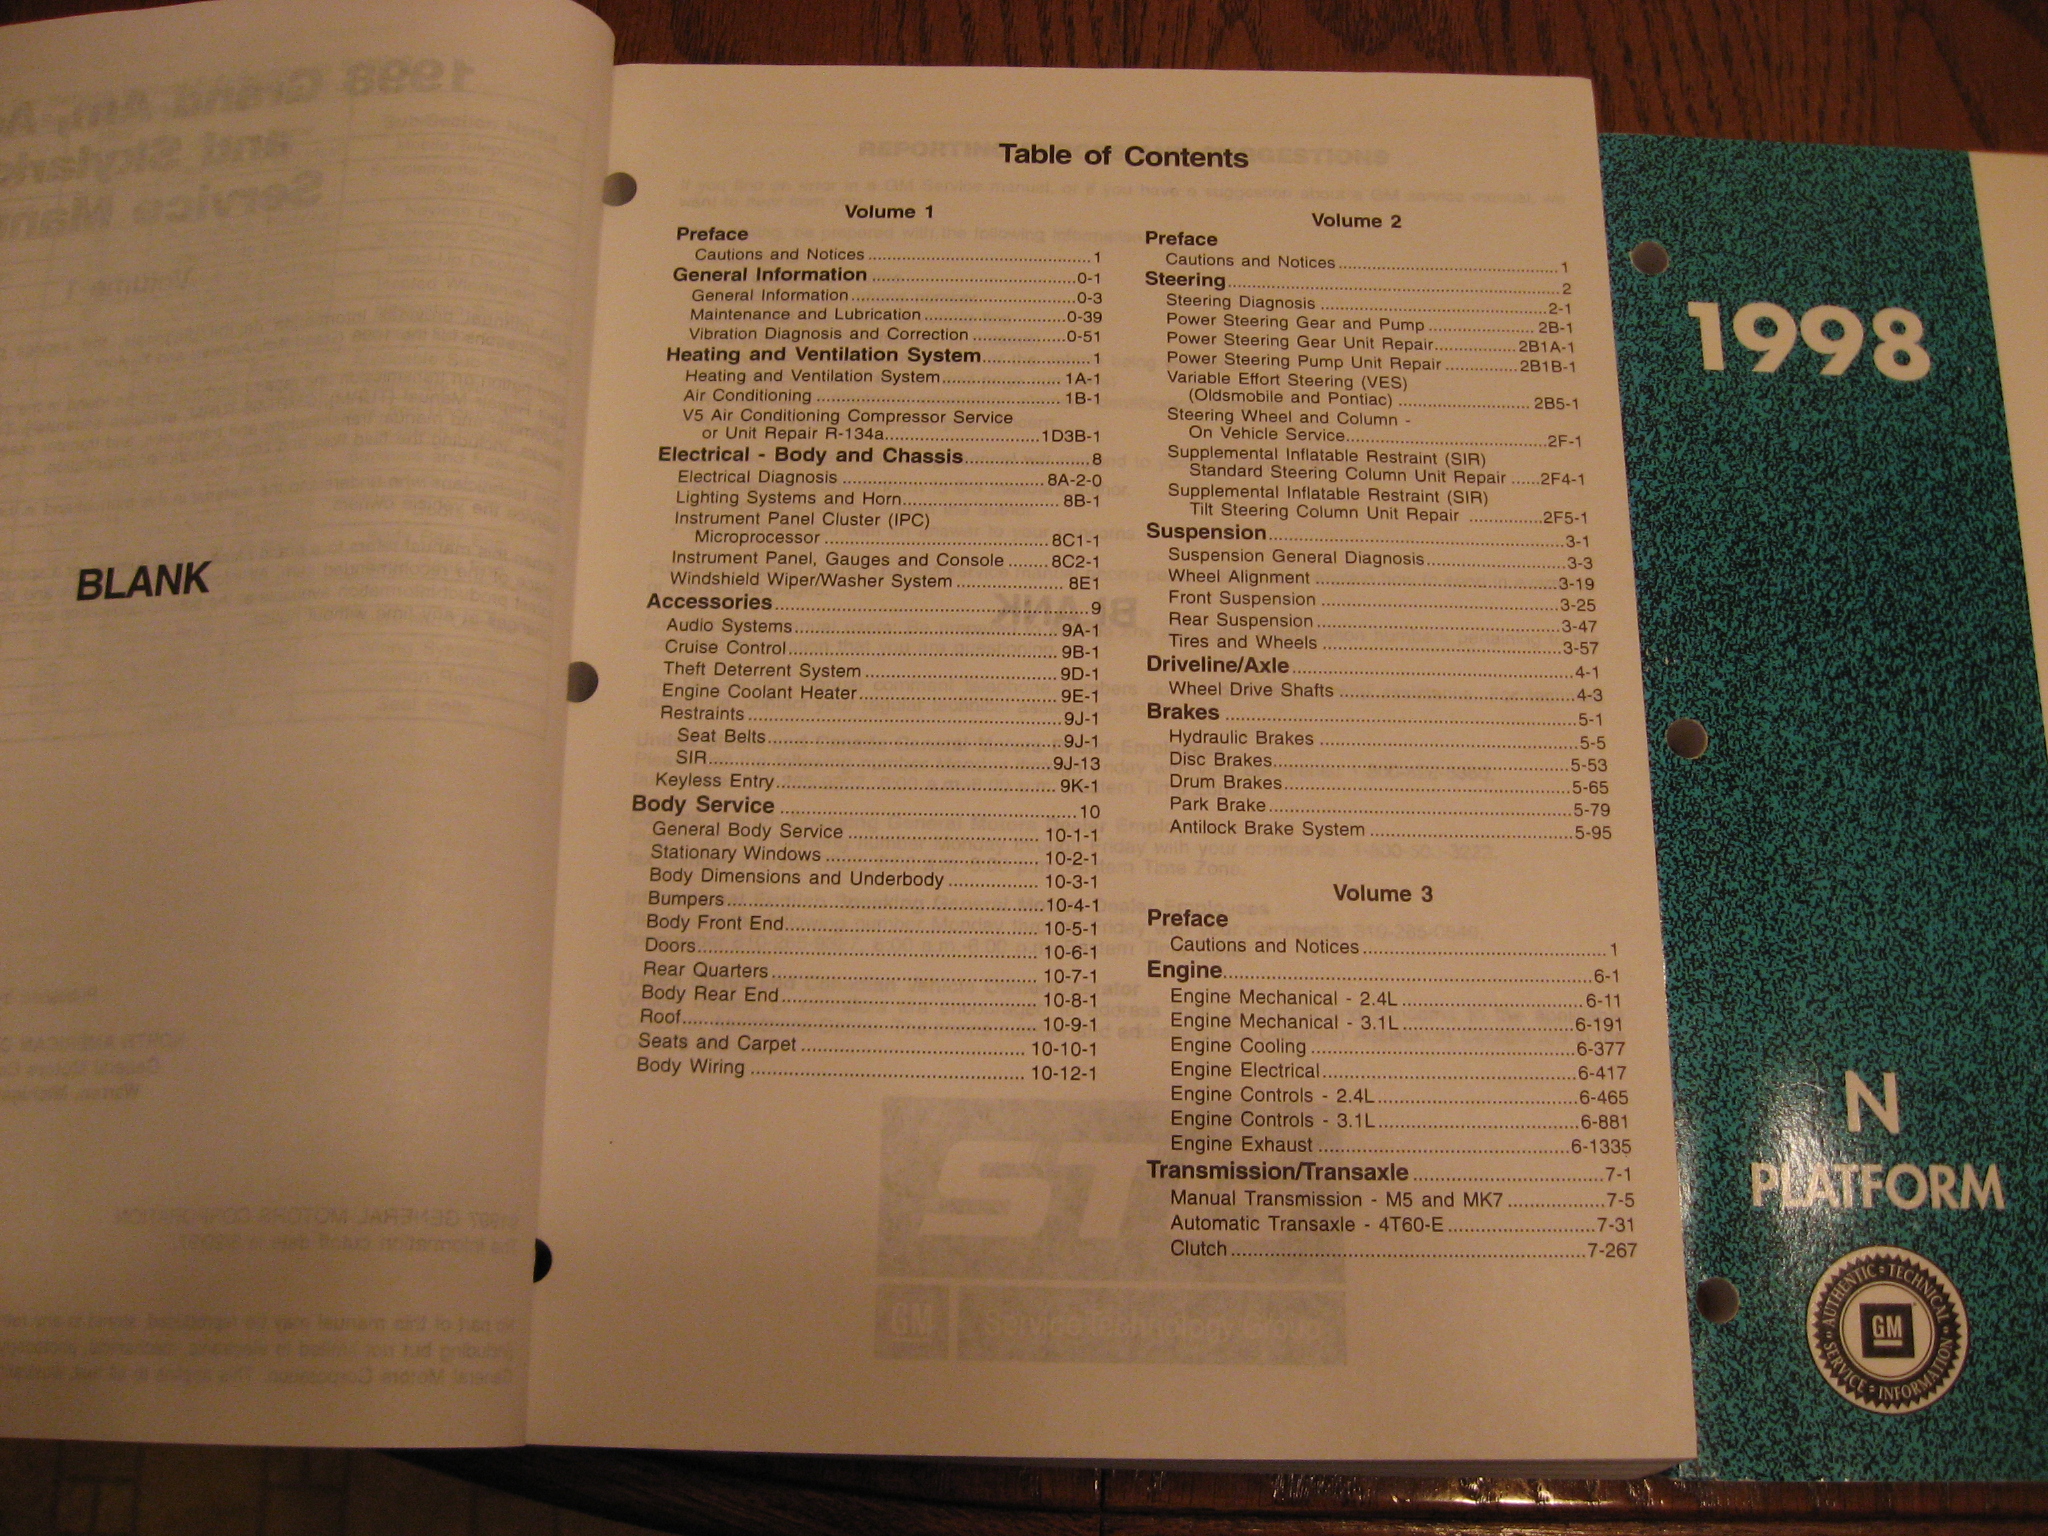 BLANK
Table of Contents
Volume 1
Preface
Cautions and Notices 1
General Information 0-1
General Information 0-3
Maintenance and Lubrication 0-39
Vibration Diagnosis and Correction 0-51
Heating and Ventilation System 1
Heating and Ventilation System 1A-1
Air Conditioning 1B-1
V5 Air Conditioning Compressor Service
or Unit Repair R-134a 1D3B-1
Electrical - Body and Chassis 8
Electrical Diagnosis 8A-2-0
Lighting Systems and Horn 8B-1
Instrument Panel Cluster (IPC)
Microprocessor 8C1-1
Instrument Panel, Gauges and Console 8C2-1
Windshield Wiper/Washer System 8E1
Accessories 9
Audio Systems 9A-1
Cruise Control 9B-1
Theft Deterrent System 9D-1
Engine Coolant Heater 9E-1
Restraints 9J-1
Seat Belts 9J-1
SIR 9J-13
Keyless Entry 9K-1
Body Service 10
General Body Service 10-1-1
Stationary Windows 10-2-1
Body Dimensions and Underbody 10-3-1
Bumpers 10-4-1
Body Front End 10-5-1
Doors 10-6-1
Rear Quarters 10-7-1
Body Rear End 10-8-1
Roof 10-9-1
Seats and Carpet 10-10-1
Body Wiring 10-12-1
Volume 2
Preface
Cautions and Notices 1
Steering 2
Steering Diagnosis 2-1
Power Steering Gear and Pump 2B-1
Power Steering Gear Unit Repair 2B1A-1
Power Steering Pump Unit Repair 2B1B-1
Variable Effort Steering (VES)
(Oldsmobile and Pontiac) 2B5-1
Steering Wheel and Column -
On Vehicle Service 2F-1
Supplemental Inflatable Restraint (SIR)
Standard Steering Column Unit Repair 2F4-1
Supplemental Inflatable Restraint (SIR)
Tilt Steering Column Unit Repair 2F5-1
Suspension 3-1
Suspension General Diagnosis 3-3
Wheel Alignment 3-19
Front Suspension 3-25
Rear Suspension 3-47
Tires and Wheels 3-57
Driveline/Axle 4-1
Wheel Drive Shafts 4-3
Brakes 5-1
Hydraulic Brakes 5-5
Disc Brakes 5-53
Drum Brakes 5-65
Park Brake 5-79
Antilock Brake System 5-95
Volume 3
Preface
Cautions and Notices 1
Engine 6-1
Engine Mechanical - 2.4L 6-11
Engine Mechanical - 3.1L 6-191
Engine Cooling 6-377
Engine Electrical 6-417
Engine Controls - 2.4L 6-465
Engine Controls - 3.1L 6-881
Engine Exhaust 6-1335
Transmission/Transaxle 7-1
Manual Transmission - M5 and MK7 7-5
Automatic Transaxle - 4T60-E 7-31
Clutch 7-267
1998
N
PLATFORM
AUTHENTIC TECHNICAL
GM
SERVICE INFORMATION